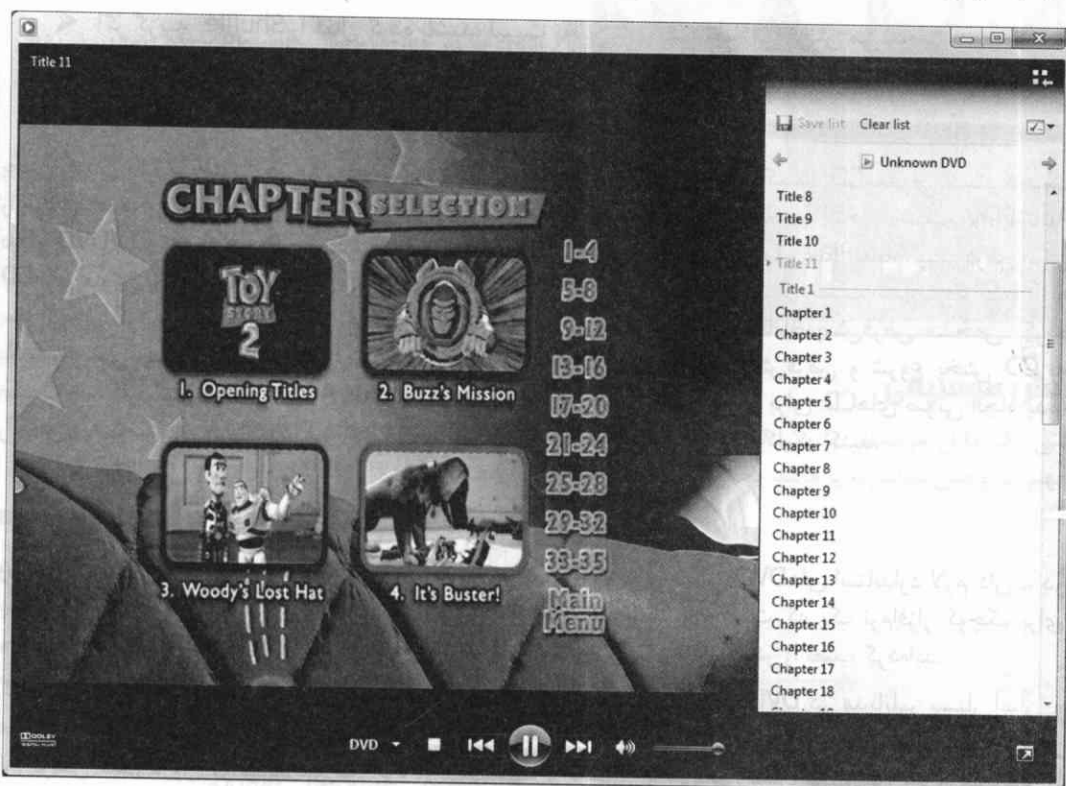 Title 11
Save list Clear list
Unknown DVD
Title 8
Title 9
Title 10
Title 11
Title 1
Chapter 1
Chapter 2
Chapter 3
Chapter 4
Chapter 5
Chapter 6
Chapter 7
Chapter 8
Chapter 9
Chapter 10
Chapter 11
Chapter 12
Chapter 13
Chapter 14
Chapter 15
Chapter 16
Chapter 17
Chapter 18
CHAPTER SELECTION
TOY
STORY
2
1. Opening Titles
2. Buzz's Mission
3. Woody's Lost Hat
4. It's Buster!
1-4
5-8
9-12
13-16
17-20
21-24
25-28
29-32
33-35
Main
Menu
DOLBY
DVD